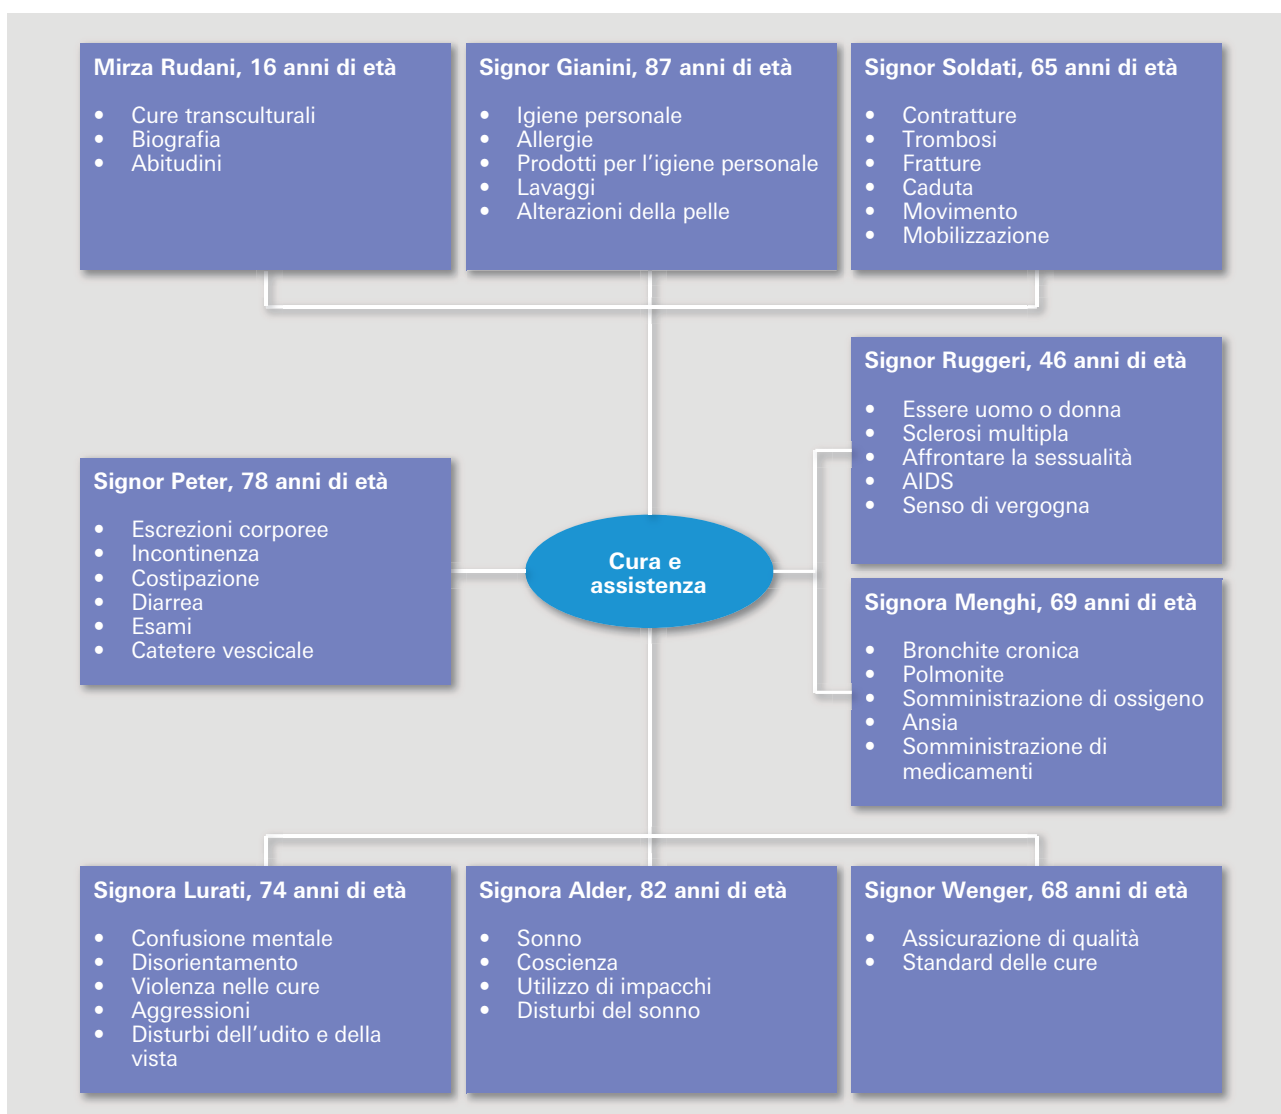 Mirza Rudani, 16 anni di età
• Cure transculturali
• Biografia
• Abitudini
Signor Gianini, 87 anni di età
• Igiene personale
• Allergie
• Prodotti per l'igiene personale
• Lavaggi
• Alterazioni della pelle
Signor Soldati, 65 anni di età
• Contratture
• Trombosi
• Fratture
• Caduta
• Movimento
• Mobilizzazione
Signor Ruggeri, 46 anni di età
• Essere uomo o donna
• Sclerosi multipla
• Affrontare la sessualità
• AIDS
• Senso di vergogna
Signor Peter, 78 anni di età
• Escrezioni corporee
• Incontinenza
• Costipazione
• Diarrea
• Esami
• Catetere vescicale
Cura e
assistenza
Signora Menghi, 69 anni di età
• Bronchite cronica
• Polmonite
• Somministrazione di ossigeno
• Ansia
• Somministrazione di
medicamenti
Signora Lurati, 74 anni di età
• Confusione mentale
• Disorientamento
• Violenza nelle cure
• Aggressioni
• Disturbi dell'udito e della
vista
Signora Alder, 82 anni di età
• Sonno
• Coscienza
• Utilizzo di impacchi
• Disturbi del sonno
Signor Wenger, 68 anni di età
• Assicurazione di qualità
• Standard delle cure